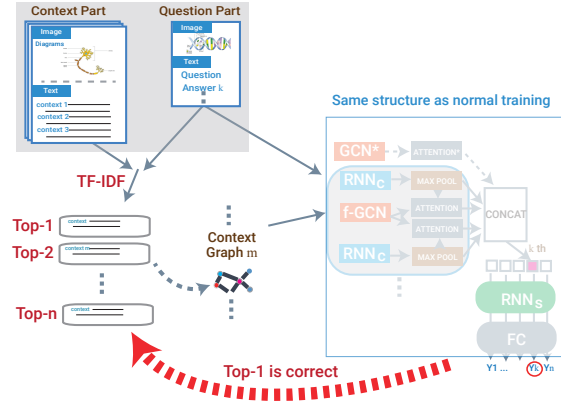 Context Part
Question Part
Image
Diagrams
Text
context 1
context 2
context 3
Image
Text
Question
Answer k
TF-IDF
Top-1
context
Top-2
context m
Top-n
context
Context
Graph m
Same structure as normal training
GCN*
ATTENTION*
RNNC
MAX POOL
f-GCN
ATTENTION
ATTENTION
RNNC
MAX POOL
CONCAT
k th
RNNS
FC
Y1 ...
Yk
Yn
Top-1 is correct